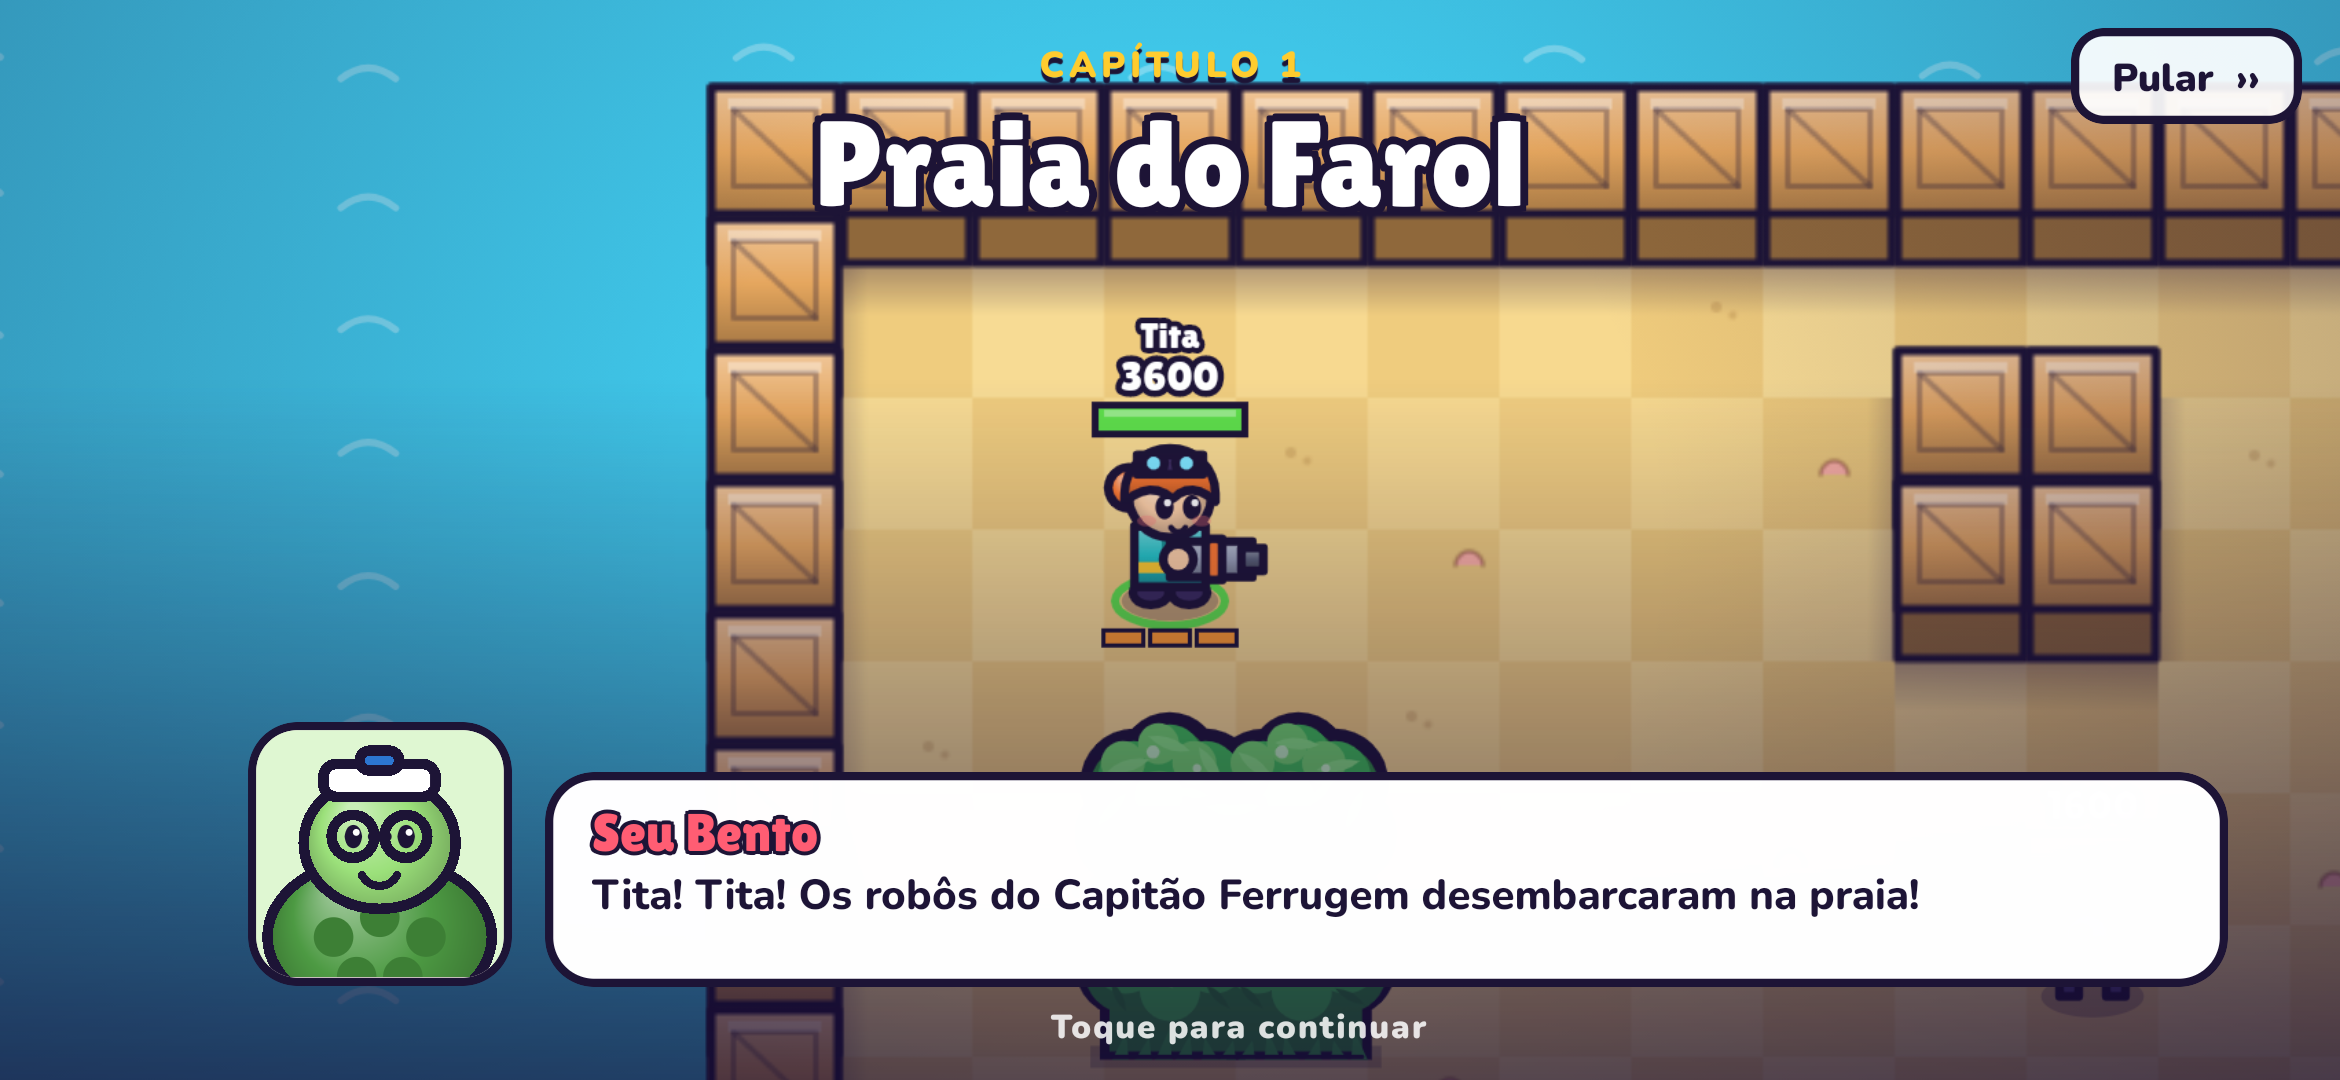 CAPÍTULO 1
Pular »
Praia do Farol
Tita
3600
Seu Bento
Tita! Tita! Os robôs do Capitão Ferrugem desembarcaram na praia!
Toque para continuar